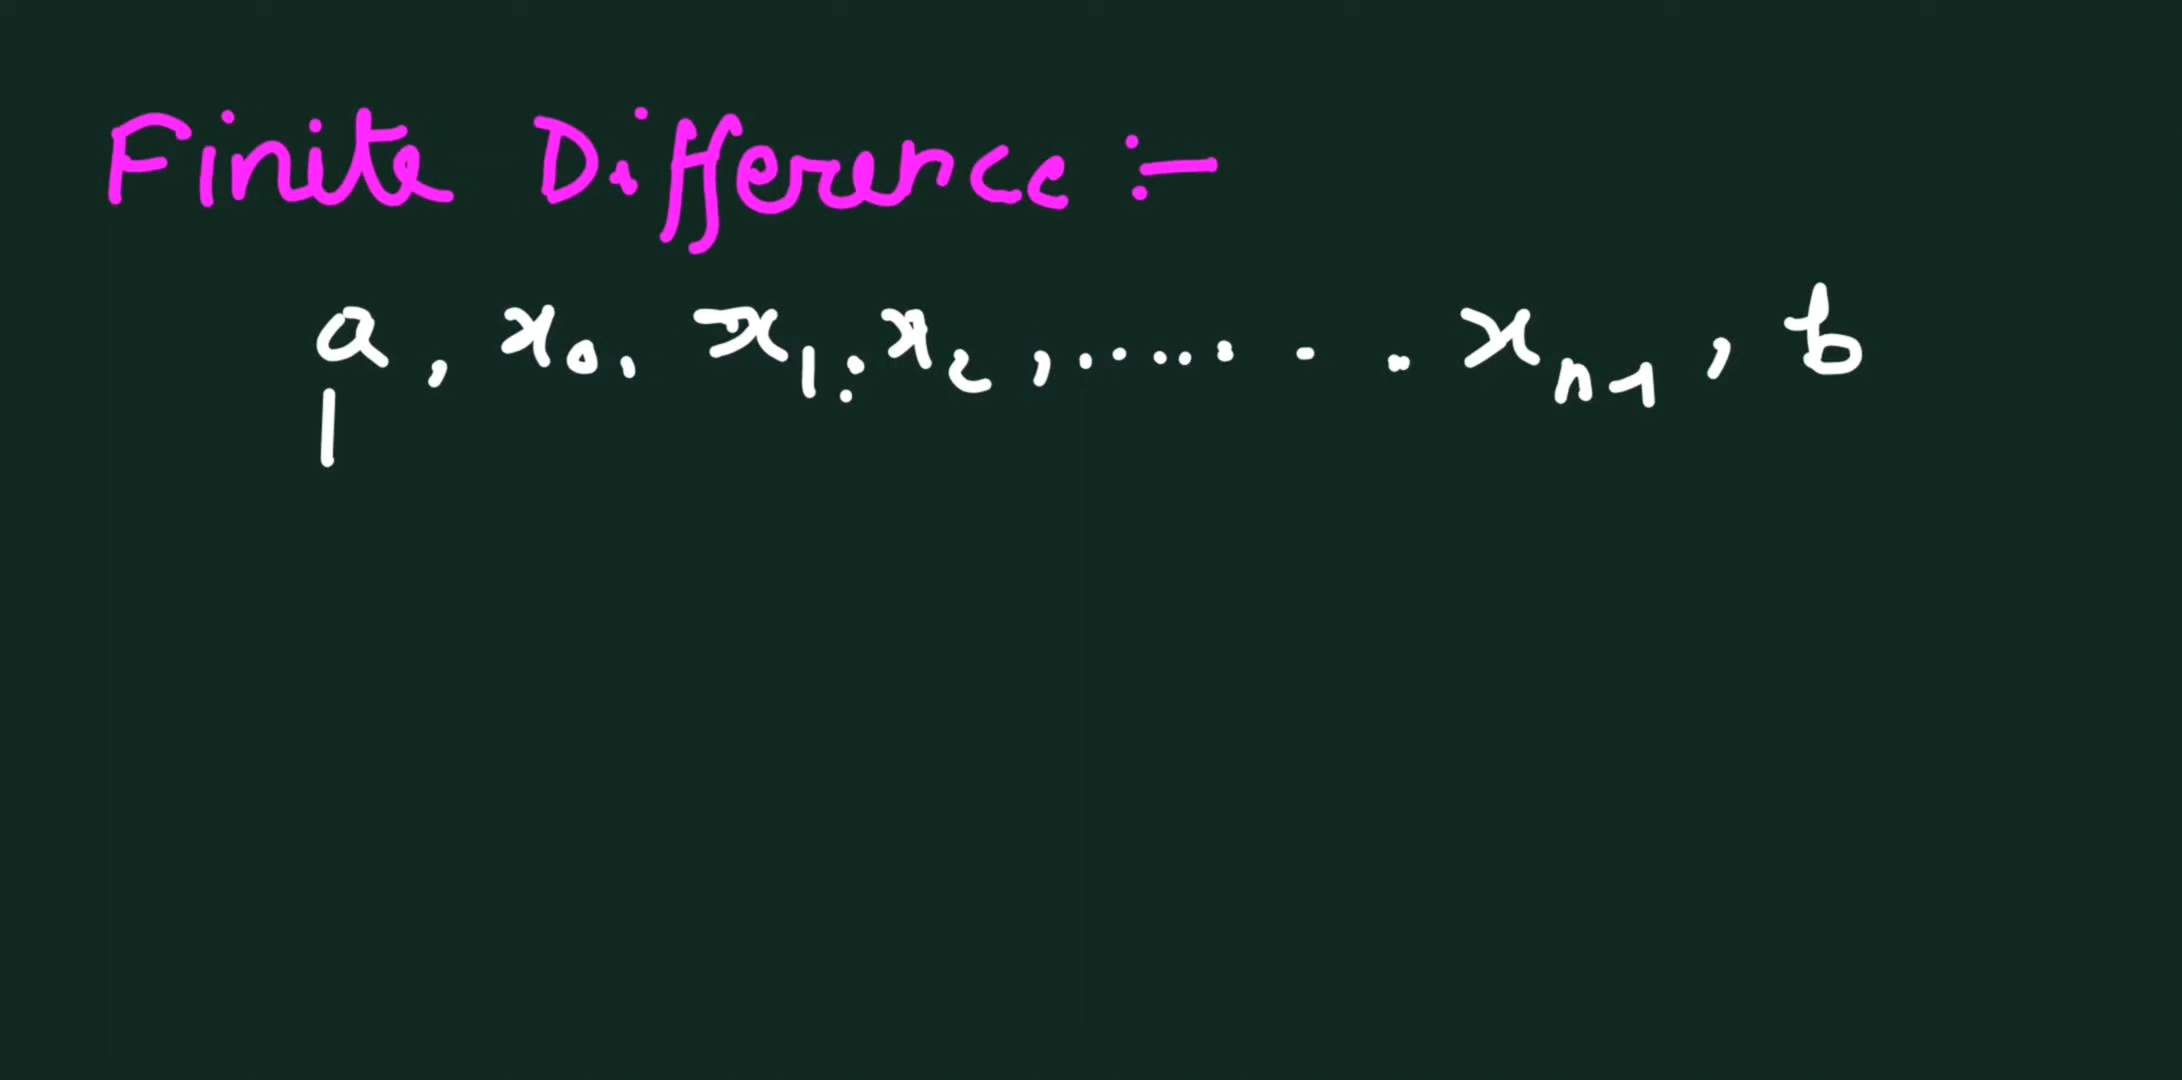 Finite Difference :-
a, x₀, x₁, x₂, ........ xₙ₋₁, b